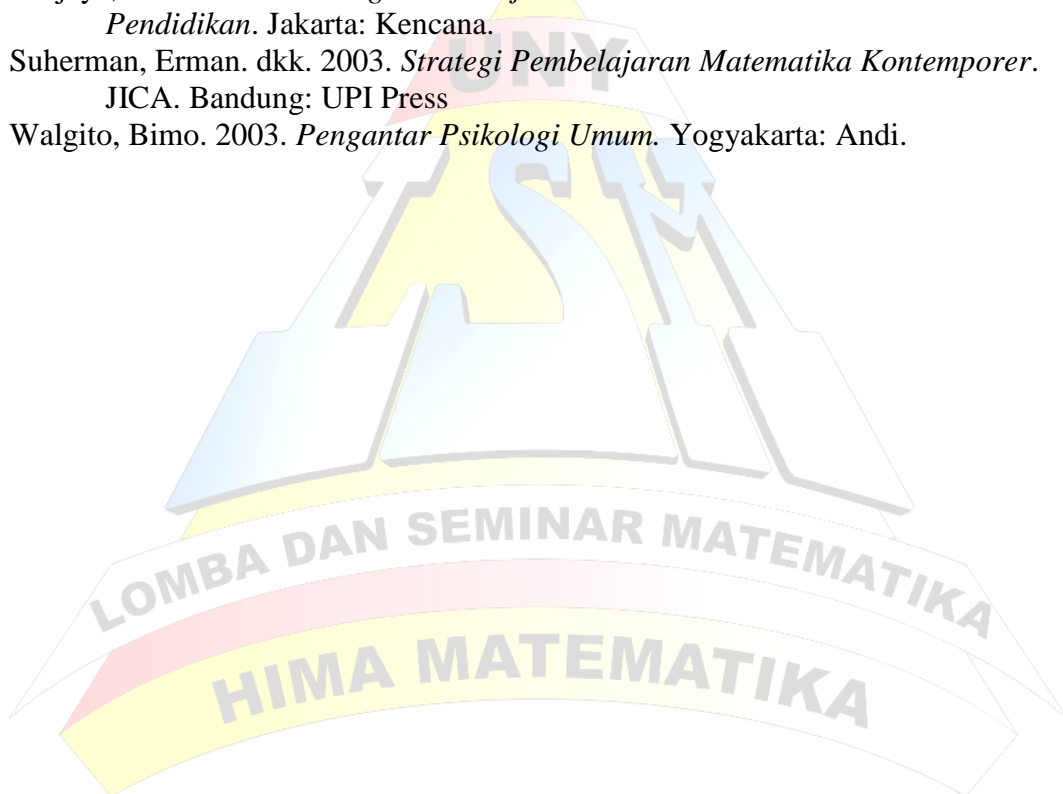 Pendidikan. Jakarta: Kencana.
Suherman, Erman. dkk. 2003. Strategi Pembelajaran Matematika Kontemporer.
JICA. Bandung: UPI Press
Walgito, Bimo. 2003. Pengantar Psikologi Umum. Yogyakarta: Andi.
UNY
LSM
LOMBA DAN SEMINAR MATEMATIKA
HIMA MATEMATIKA